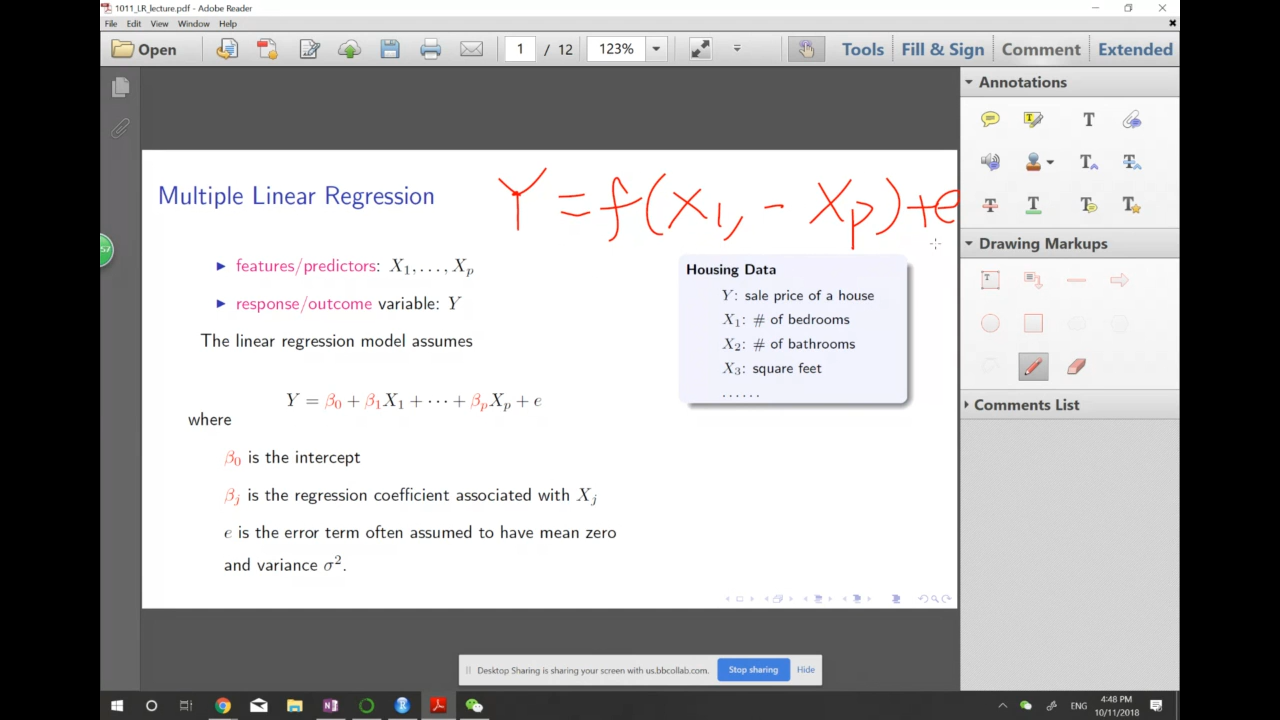 1011_LR_lecture.pdf - Adobe Reader
File Edit View Window Help
Open 1 / 12 123% Tools Fill & Sign Comment Extended
Multiple Linear Regression
Y = f(X1, - Xp) + e
▶ features/predictors: X1, . . . , Xp
▶ response/outcome variable: Y
The linear regression model assumes
Y = β0 + β1X1 + ··· + βpXp + e
where
β0 is the intercept
βj is the regression coefficient associated with Xj
e is the error term often assumed to have mean zero
and variance σ².
Housing Data
Y: sale price of a house
X1: # of bedrooms
X2: # of bathrooms
X3: square feet
......
Annotations
Drawing Markups
Comments List
Desktop Sharing is sharing your screen with us.bbcollab.com. Stop sharing Hide
ENG
4:48 PM
10/11/2018